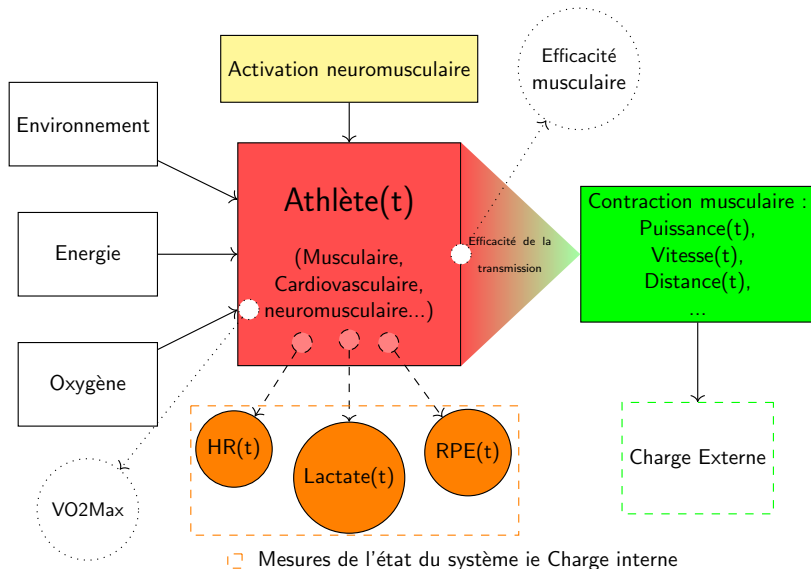 Activation neuromusculaire
Efficacité
musculaire
Environnement
Athlète(t)
(Musculaire,
Cardiovasculaire,
neuromusculaire...)
Efficacité de la
transmission
Contraction musculaire :
Puissance(t),
Vitesse(t),
Distance(t),
...
Energie
Oxygène
HR(t)
Lactate(t)
RPE(t)
Charge Externe
VO2Max
Mesures de l'état du système ie Charge interne